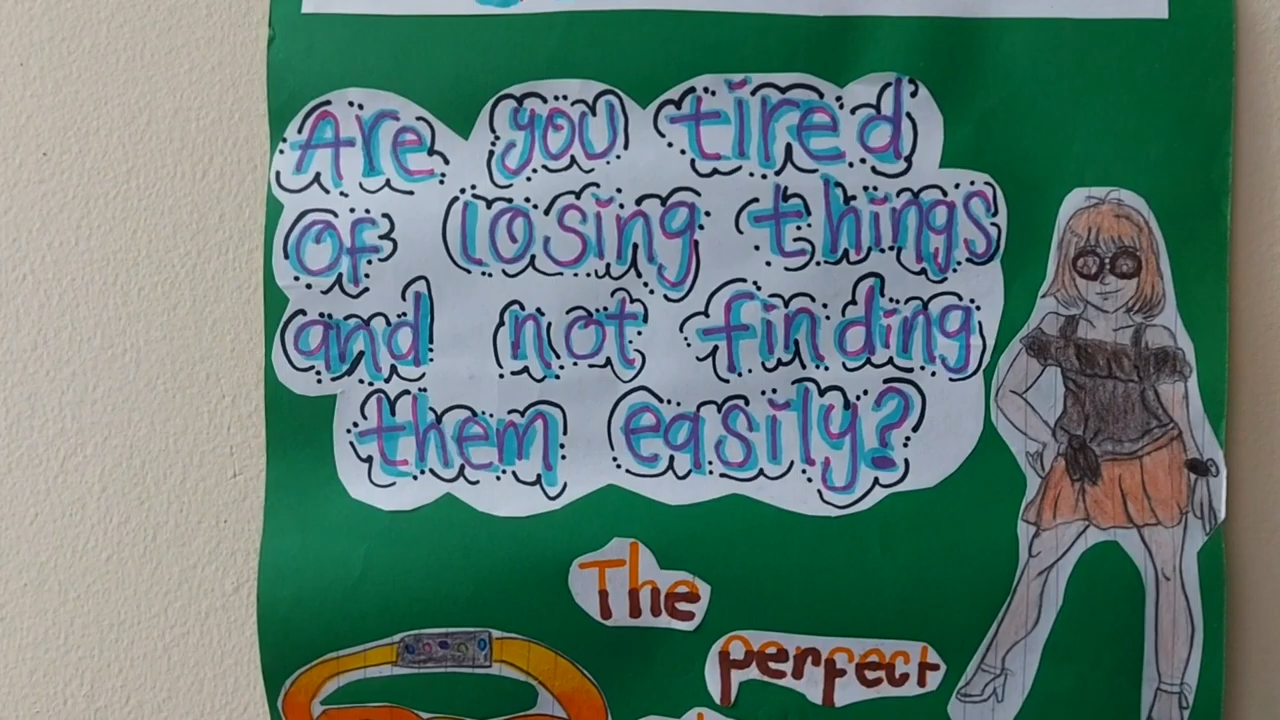 Are you tired
Of losing things
and not finding
them easily?
The
perfect